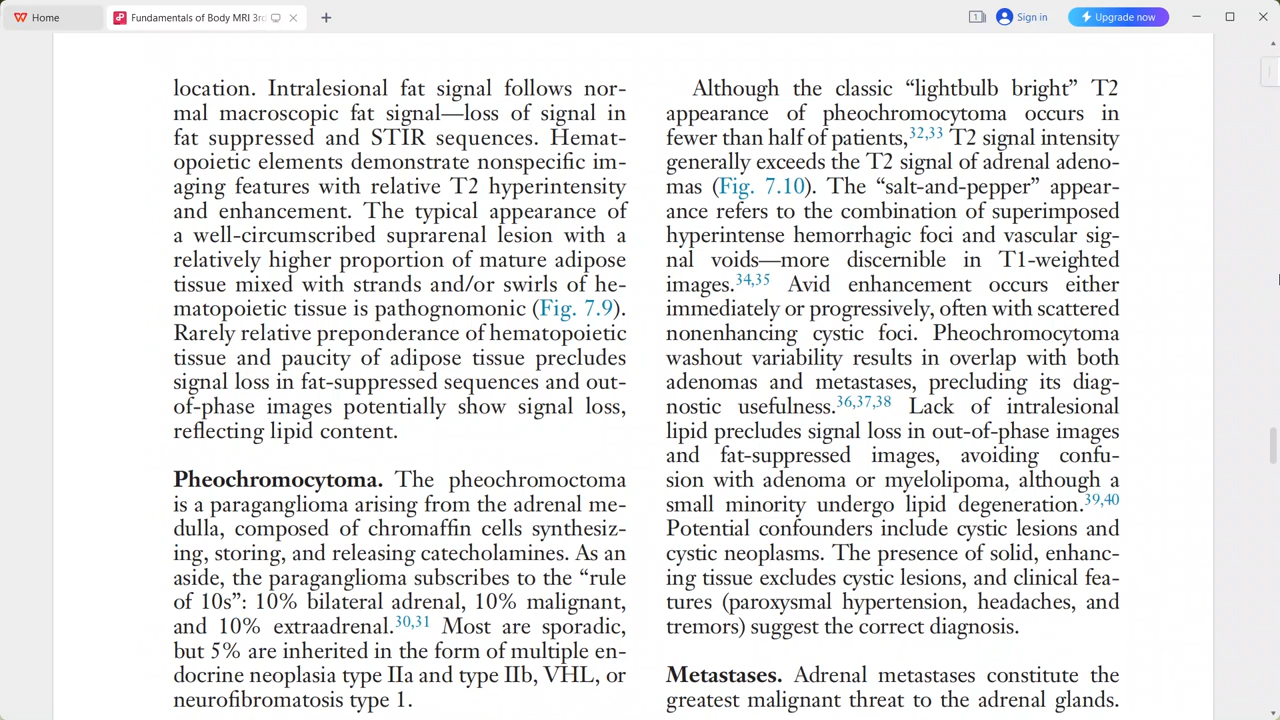 Home
Fundamentals of Body MRI 3rd
1
Sign in
Upgrade now
location. Intralesional fat signal follows nor-
mal macroscopic fat signal—loss of signal in
fat suppressed and STIR sequences. Hemat-
opoietic elements demonstrate nonspecific im-
aging features with relative T2 hyperintensity
and enhancement. The typical appearance of
a well-circumscribed suprarenal lesion with a
relatively higher proportion of mature adipose
tissue mixed with strands and/or swirls of he-
matopoietic tissue is pathognomonic (Fig. 7.9).
Rarely relative preponderance of hematopoietic
tissue and paucity of adipose tissue precludes
signal loss in fat-suppressed sequences and out-
of-phase images potentially show signal loss,
reflecting lipid content.
Pheochromocytoma. The pheochromoctoma
is a paraganglioma arising from the adrenal me-
dulla, composed of chromaffin cells synthesiz-
ing, storing, and releasing catecholamines. As an
aside, the paraganglioma subscribes to the “rule
of 10s”: 10% bilateral adrenal, 10% malignant,
and 10% extraadrenal.30,31 Most are sporadic,
but 5% are inherited in the form of multiple en-
docrine neoplasia type IIa and type IIb, VHL, or
neurofibromatosis type 1.
Although the classic “lightbulb bright” T2
appearance of pheochromocytoma occurs in
fewer than half of patients,32,33 T2 signal intensity
generally exceeds the T2 signal of adrenal adeno-
mas (Fig. 7.10). The “salt-and-pepper” appear-
ance refers to the combination of superimposed
hyperintense hemorrhagic foci and vascular sig-
nal voids—more discernible in T1-weighted
images.34,35 Avid enhancement occurs either
immediately or progressively, often with scattered
nonenhancing cystic foci. Pheochromocytoma
washout variability results in overlap with both
adenomas and metastases, precluding its diag-
nostic usefulness.36,37,38 Lack of intralesional
lipid precludes signal loss in out-of-phase images
and fat-suppressed images, avoiding confu-
sion with adenoma or myelolipoma, although a
small minority undergo lipid degeneration.39,40
Potential confounders include cystic lesions and
cystic neoplasms. The presence of solid, enhanc-
ing tissue excludes cystic lesions, and clinical fea-
tures (paroxysmal hypertension, headaches, and
tremors) suggest the correct diagnosis.
Metastases. Adrenal metastases constitute the
greatest malignant threat to the adrenal glands.